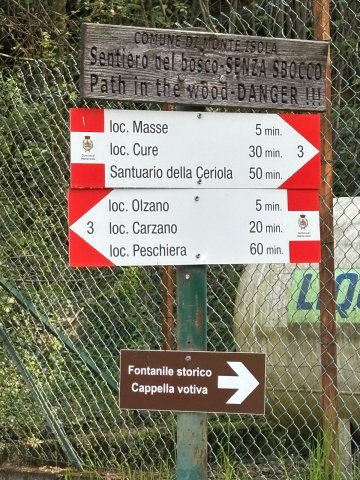 COMUNE DI MONTE ISOLA
Sentiero nel bosco-SENZA SBOCCO
Path in the wood-DANGER !!!
loc. Masse 5 min.
loc. Cure 30 min. 3
Santuario della Ceriola 50 min.
loc. Olzano 5 min.
3 loc. Carzano 20 min.
loc. Peschiera 60 min.
Fontanile storico
Cappella votiva